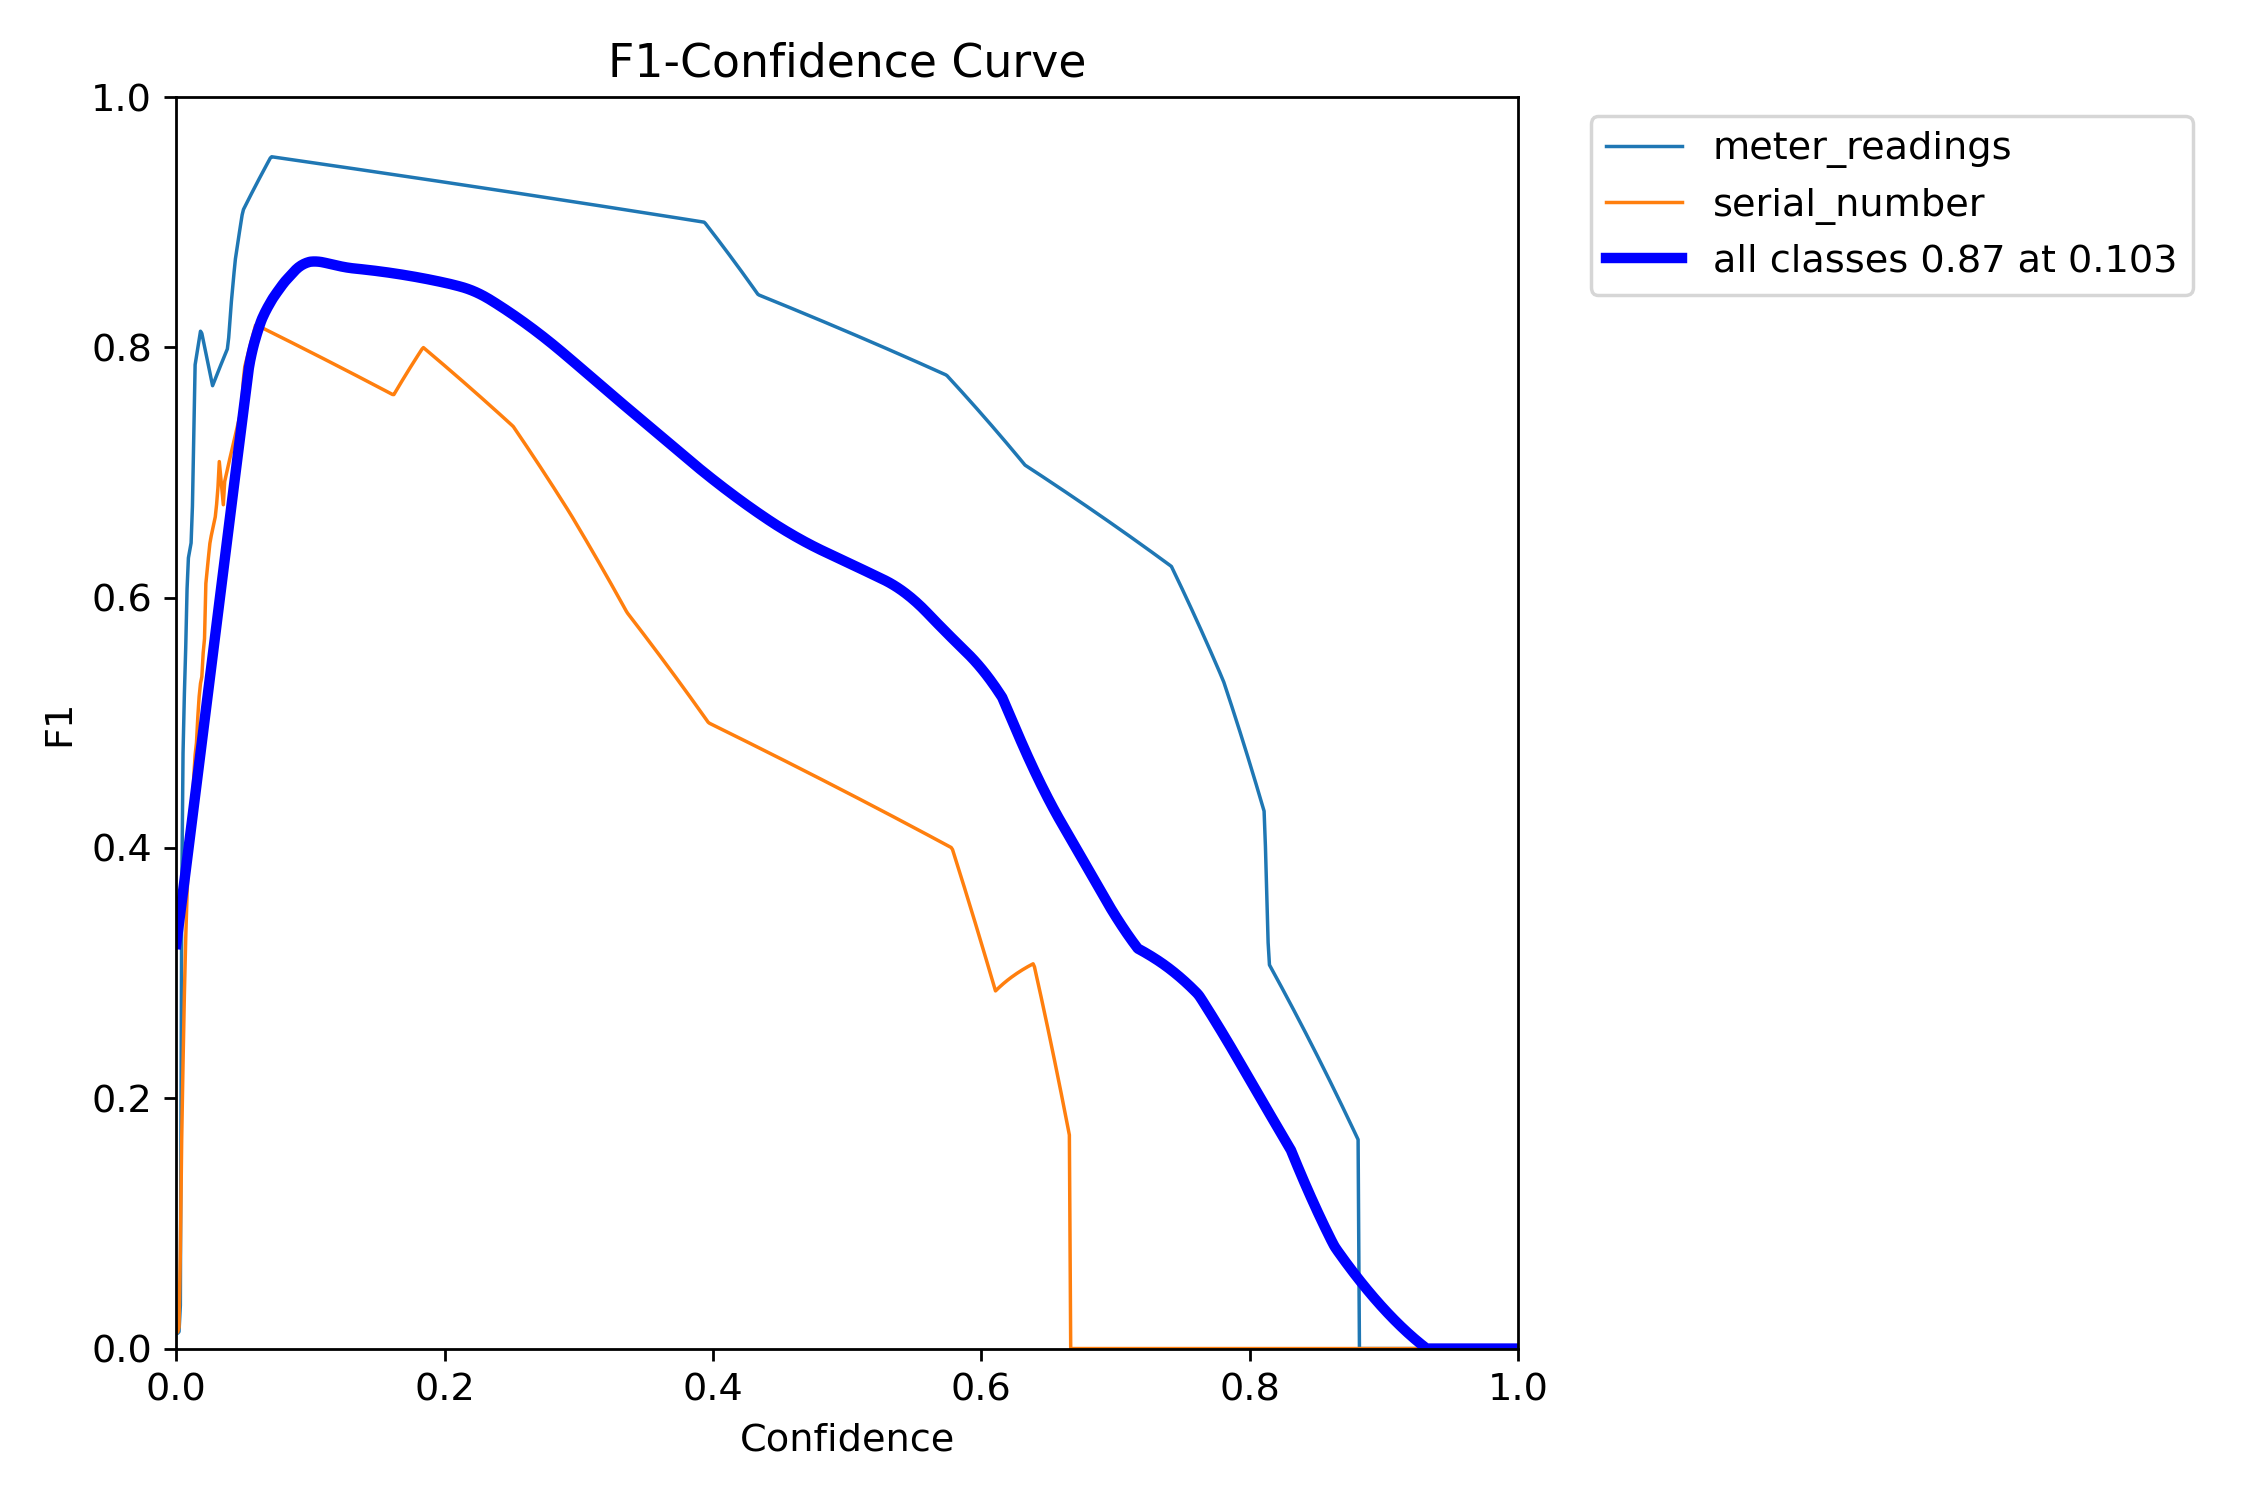 F1-Confidence Curve
1.0
0.8
0.6
0.4
0.2
0.0
F1
0.0 0.2 0.4 0.6 0.8 1.0
Confidence
meter_readings
serial_number
all classes 0.87 at 0.103